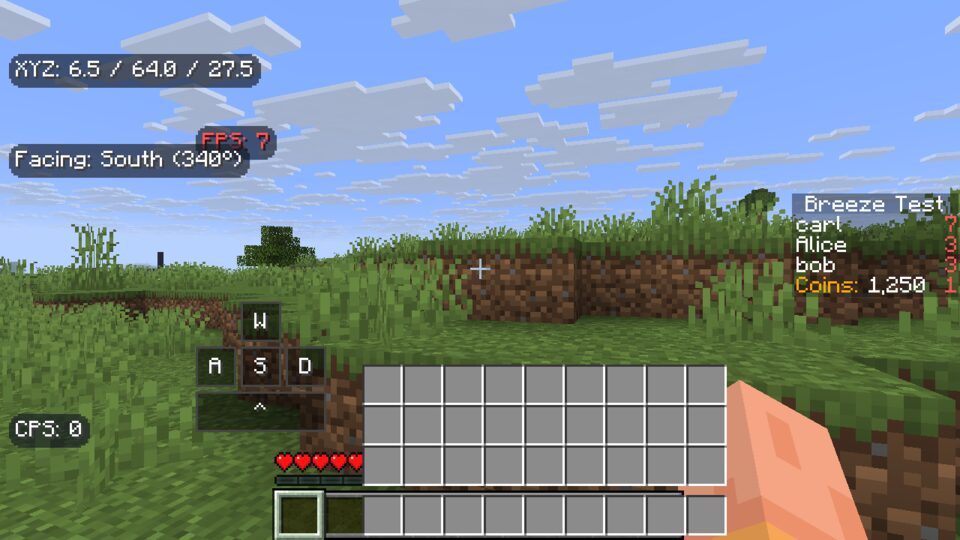 XYZ: 6.5 / 64.0 / 27.5
FPS: 7
Facing: South (340°)
Breeze Test
carl 7
Alice 3
bob 3
Coins: 1,250 1
W
A S D
^
CPS: 0